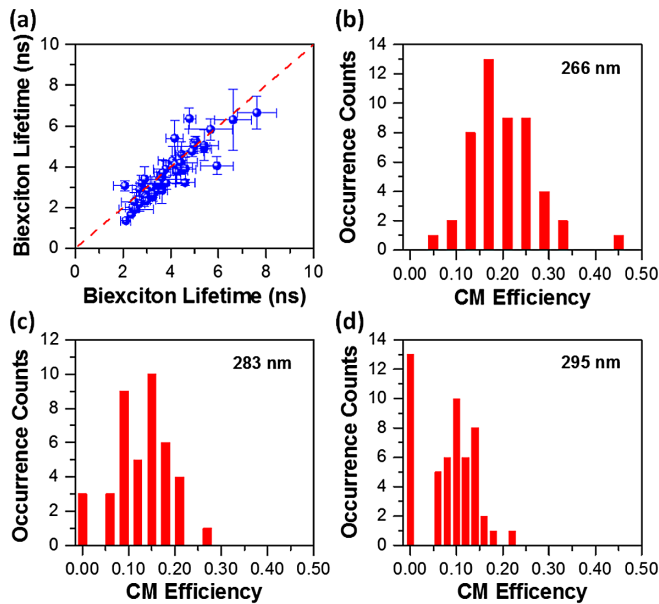 (a)
10
8
6
4
2
0
Biexciton Lifetime (ns)
0 2 4 6 8 10
Biexciton Lifetime (ns)
(b)
14
12
10
8
6
4
2
0
Occurrence Counts
266 nm
0.00 0.10 0.20 0.30 0.40 0.50
CM Efficiency
(c)
12
10
8
6
4
2
0
Occurrence Counts
283 nm
0.00 0.10 0.20 0.30 0.40 0.50
CM Efficiency
(d)
14
12
10
8
6
4
2
0
Occurrence Counts
295 nm
0.00 0.10 0.20 0.30 0.40 0.50
CM Efficiency